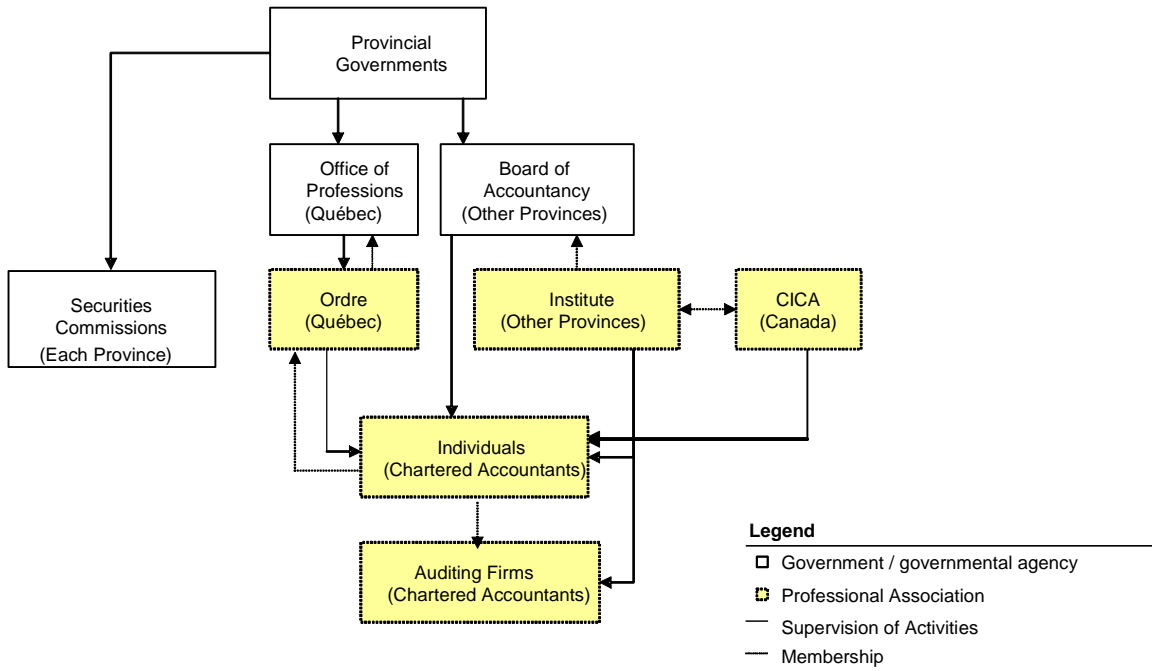 Provincial
Governments
Office of
Professions
(Québec)
Board of
Accountancy
(Other Provinces)
Securities
Commissions
(Each Province)
Ordre
(Québec)
Institute
(Other Provinces)
CICA
(Canada)
Individuals
(Chartered Accountants)
Auditing Firms
(Chartered Accountants)
Legend
Government / governmental agency
Professional Association
Supervision of Activities
Membership